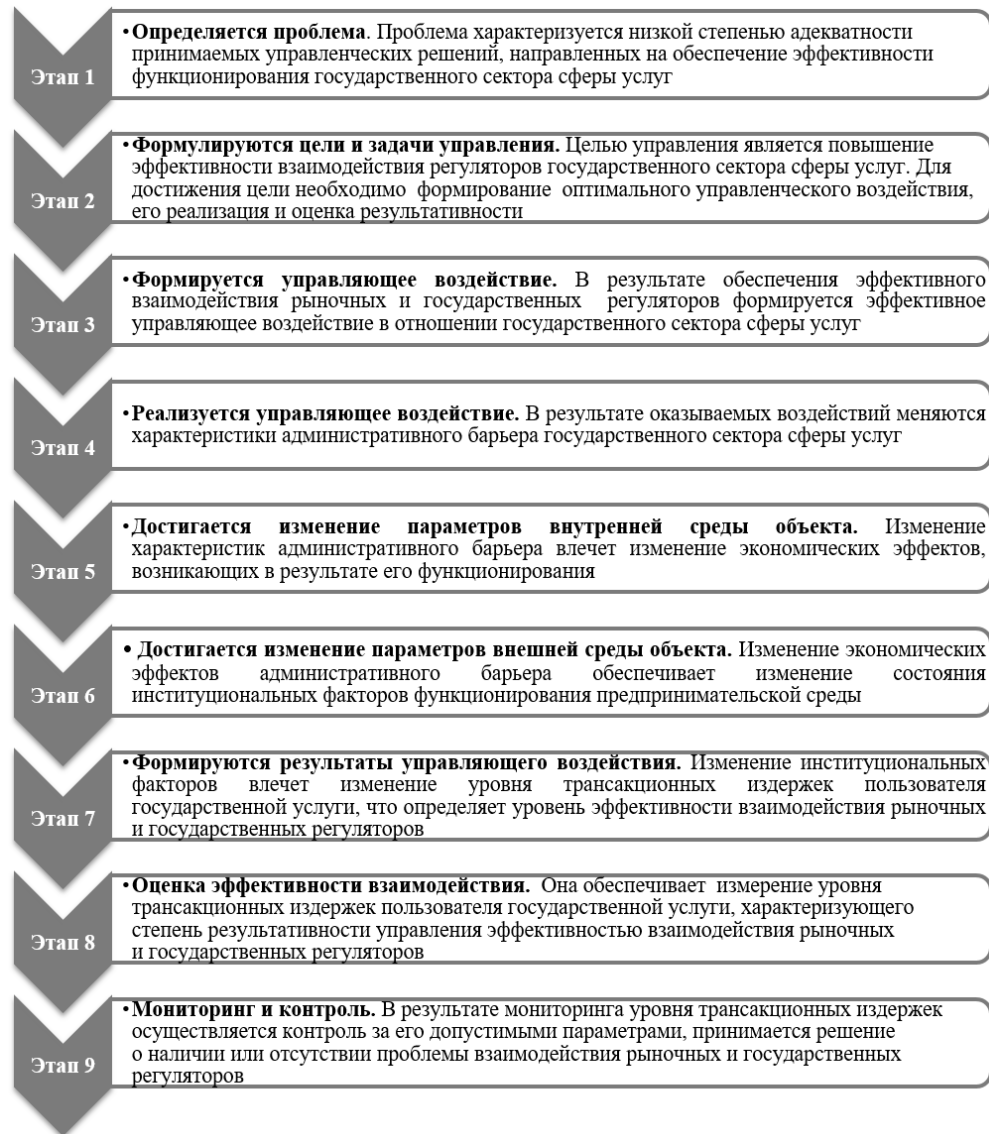 Этап 1
•Определяется проблема. Проблема характеризуется низкой степенью адекватности
принимаемых управленческих решений, направленных на обеспечение эффективности
функционирования государственного сектора сферы услуг
Этап 2
•Формулируются цели и задачи управления. Целью управления является повышение
эффективности взаимодействия регуляторов государственного сектора сферы услуг. Для
достижения цели необходимо формирование оптимального управленческого воздействия,
его реализация и оценка результативности
Этап 3
•Формируется управляющее воздействие. В результате обеспечения эффективного
взаимодействия рыночных и государственных регуляторов формируется эффективное
управляющее воздействие в отношении государственного сектора сферы услуг
Этап 4
•Реализуется управляющее воздействие. В результате оказываемых воздействий меняются
характеристики административного барьера государственного сектора сферы услуг
Этап 5
•Достигается изменение параметров внутренней среды объекта. Изменение
характеристик административного барьера влечет изменение экономических эффектов,
возникающих в результате его функционирования
Этап 6
• Достигается изменение параметров внешней среды объекта. Изменение экономических
эффектов административного барьера обеспечивает изменение состояния
институциональных факторов функционирования предпринимательской среды
Этап 7
•Формируются результаты управляющего воздействия. Изменение институциональных
факторов влечет изменение уровня трансакционных издержек пользователя
государственной услуги, что определяет уровень эффективности взаимодействия рыночных
и государственных регуляторов
Этап 8
•Оценка эффективности взаимодействия. Она обеспечивает измерение уровня
трансакционных издержек пользователя государственной услуги, характеризующего
степень результативности управления эффективностью взаимодействия рыночных
и государственных регуляторов
Этап 9
•Мониторинг и контроль. В результате мониторинга уровня трансакционных издержек
осуществляется контроль за его допустимыми параметрами, принимается решение
о наличии или отсутствии проблемы взаимодействия рыночных и государственных
регуляторов